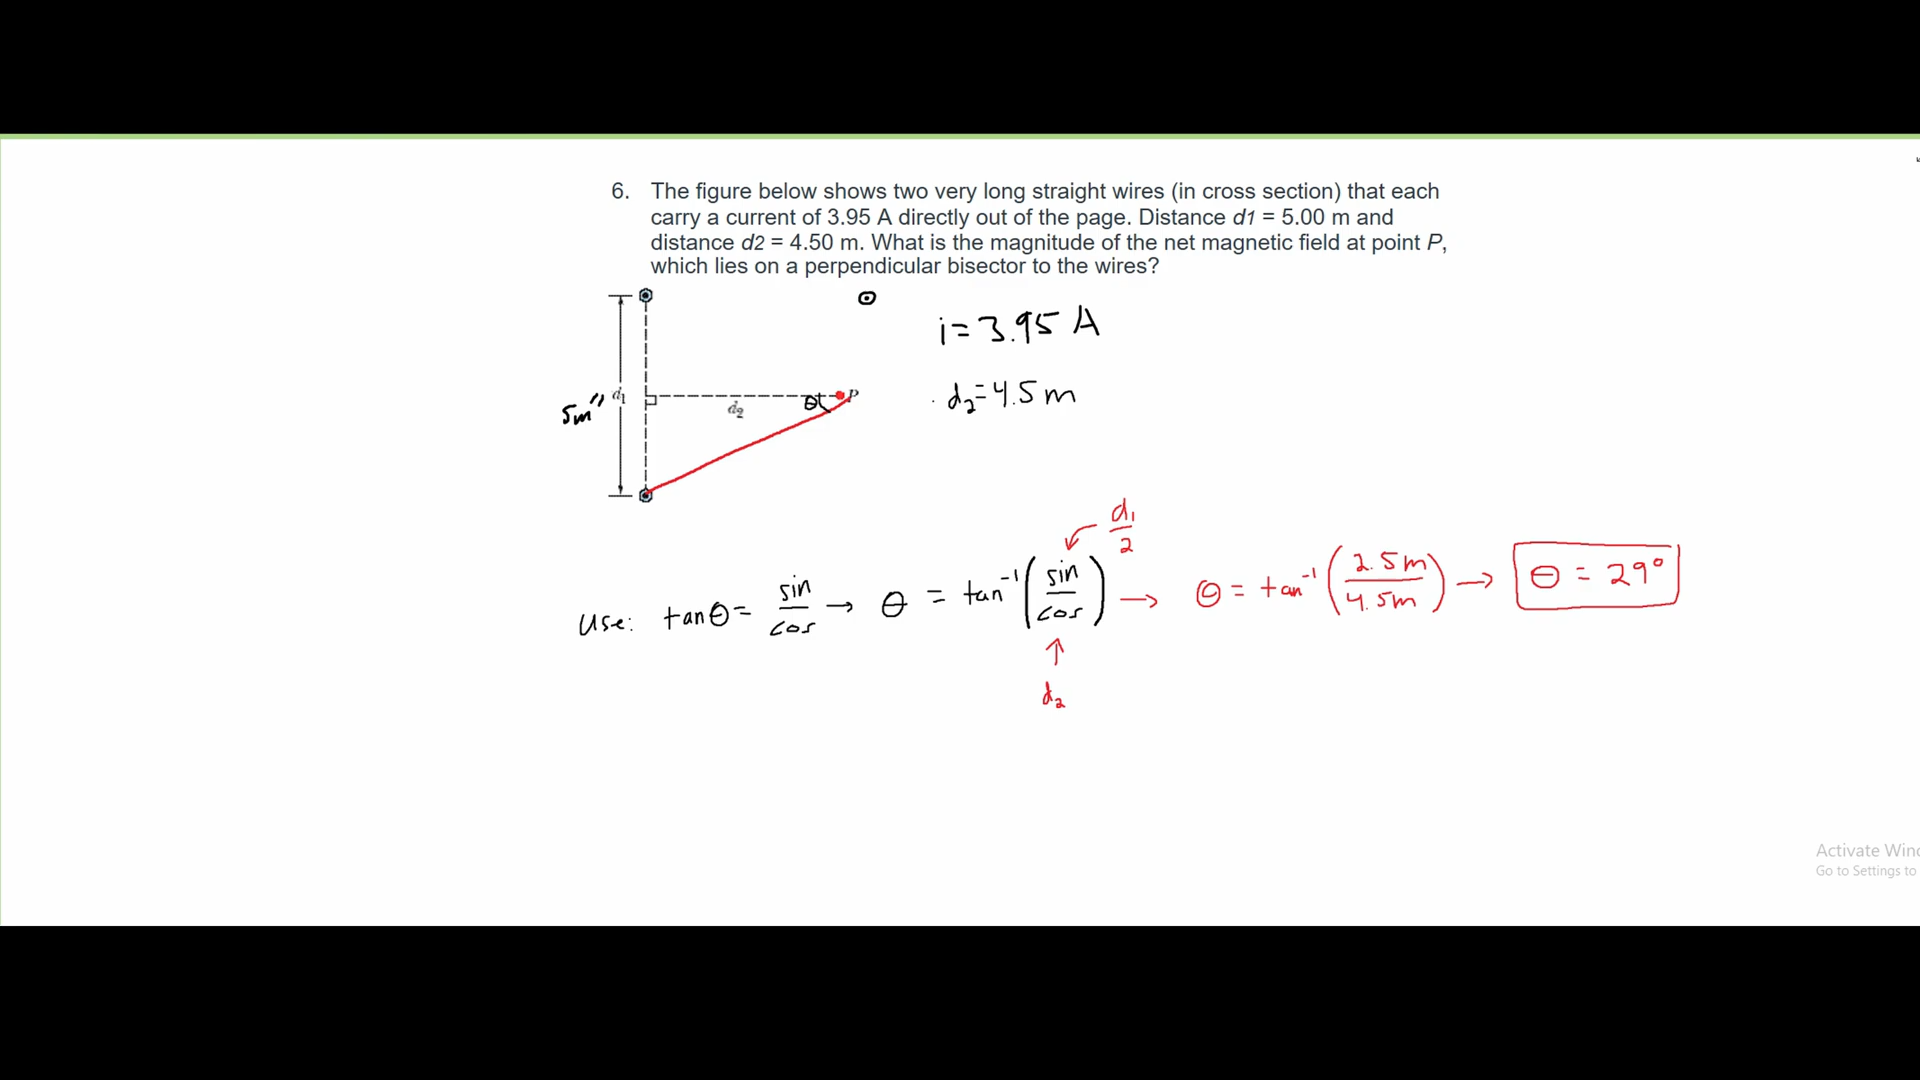 6. The figure below shows two very long straight wires (in cross section) that each
carry a current of 3.95 A directly out of the page. Distance d1 = 5.00 m and
distance d2 = 4.50 m. What is the magnitude of the net magnetic field at point P,
which lies on a perpendicular bisector to the wires?
i = 3.95 A
d₂ = 4.5 m
5m" d₁
d₂
θ
P
d₁/2
Use: tanθ = sin/cos → θ = tan⁻¹(sin/cos) → θ = tan⁻¹(2.5m/4.5m) → θ = 29°
d₂
Activate Win
Go to Settings to